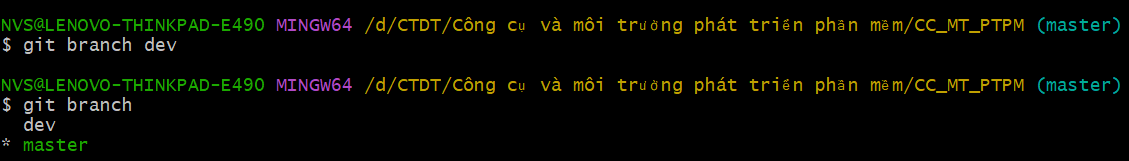 NVS@LENOVO-THINKPAD-E490 MINGW64 /d/CTDT/Công cụ và môi trường phát triển phần mềm/CC_MT_PTPM (master)
$ git branch dev
NVS@LENOVO-THINKPAD-E490 MINGW64 /d/CTDT/Công cụ và môi trường phát triển phần mềm/CC_MT_PTPM (master)
$ git branch
dev
* master